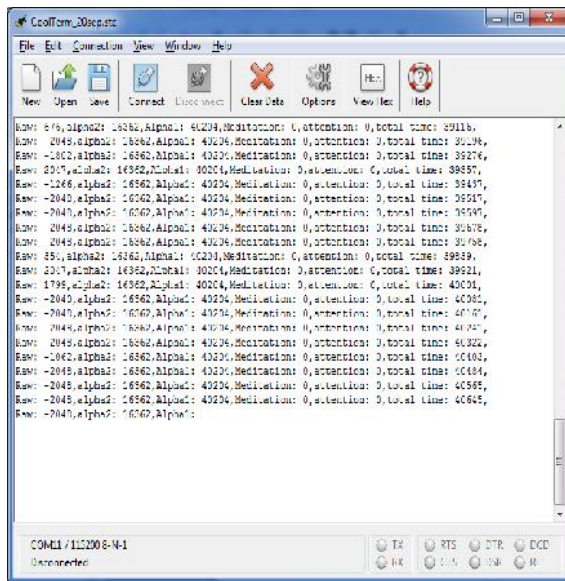 CoolTerm_20sep.stc
File Edit Connection View Window Help
New Open Save Connect Disconnect Clear Data Options View Hex Help
Raw: 676,alpha2: 16362,Alpha1: 40204,Meditation: 0,attention: 0,total time: 39116,
Raw: -2048,alpha2: 16362,Alpha1: 40204,Meditation: 0,attention: 0,total time: 39196,
Raw: -1802,alpha2: 16362,Alpha1: 40204,Meditation: 0,attention: 0,total time: 39276,
Raw: 2047,alpha2: 16362,Alpha1: 40204,Meditation: 0,attention: 0,total time: 39357,
Raw: -1266,alpha2: 16362,Alpha1: 40204,Meditation: 0,attention: 0,total time: 39437,
Raw: -2048,alpha2: 16362,Alpha1: 40204,Meditation: 0,attention: 0,total time: 39517,
Raw: -2048,alpha2: 16362,Alpha1: 40204,Meditation: 0,attention: 0,total time: 39597,
Raw: -2048,alpha2: 16362,Alpha1: 40204,Meditation: 0,attention: 0,total time: 39678,
Raw: -2048,alpha2: 16362,Alpha1: 40204,Meditation: 0,attention: 0,total time: 39758,
Raw: 354,alpha2: 16362,Alpha1: 40204,Meditation: 0,attention: 0,total time: 39839,
Raw: 2047,alpha2: 16362,Alpha1: 40204,Meditation: 0,attention: 0,total time: 39921,
Raw: 1799,alpha2: 16362,Alpha1: 40204,Meditation: 0,attention: 0,total time: 40001,
Raw: -2048,alpha2: 16362,Alpha1: 40204,Meditation: 0,attention: 0,total time: 40081,
Raw: -2048,alpha2: 16362,Alpha1: 40204,Meditation: 0,attention: 0,total time: 40161,
Raw: -2048,alpha2: 16362,Alpha1: 40204,Meditation: 0,attention: 0,total time: 40241,
Raw: -2048,alpha2: 16362,Alpha1: 40204,Meditation: 0,attention: 0,total time: 40322,
Raw: -1062,alpha2: 16362,Alpha1: 40204,Meditation: 0,attention: 0,total time: 40403,
Raw: -2048,alpha2: 16362,Alpha1: 40204,Meditation: 0,attention: 0,total time: 40484,
Raw: -2048,alpha2: 16362,Alpha1: 40204,Meditation: 0,attention: 0,total time: 40565,
Raw: -2048,alpha2: 16362,Alpha1: 40204,Meditation: 0,attention: 0,total time: 40645,
Raw: -2048,alpha2: 16362,Alpha1:
COM11 / 115200 8-N-1
Disconnected
TX RTS DTR DCD
RX CTS DSR RI